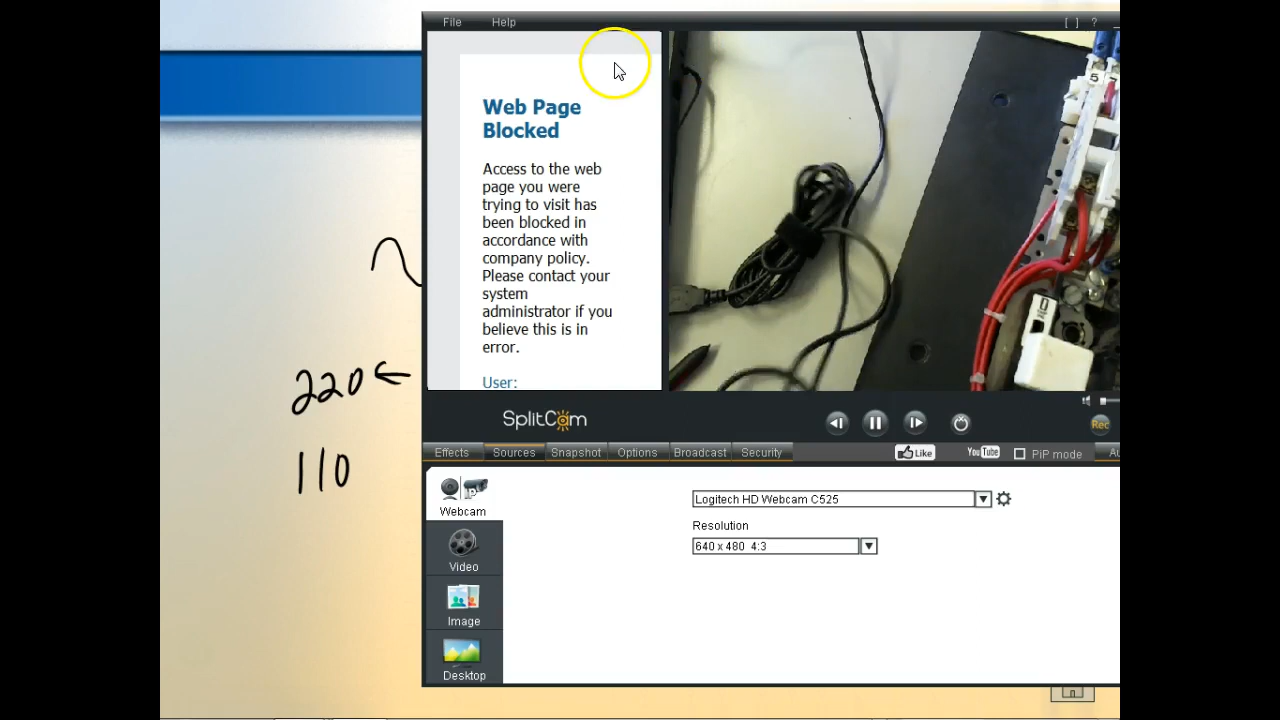 File Help
[ ] ?
Web Page
Blocked
Access to the web
page you were
trying to visit has
been blocked in
accordance with
company policy.
Please contact your
system
administrator if you
believe this is in
error.
User:
5
220
110
SplitCam
Rec
Effects Sources Snapshot Options Broadcast Security Like YouTube PiP mode Au
Webcam
Logitech HD Webcam C525
Resolution
640 x 480 4:3
Video
Image
Desktop